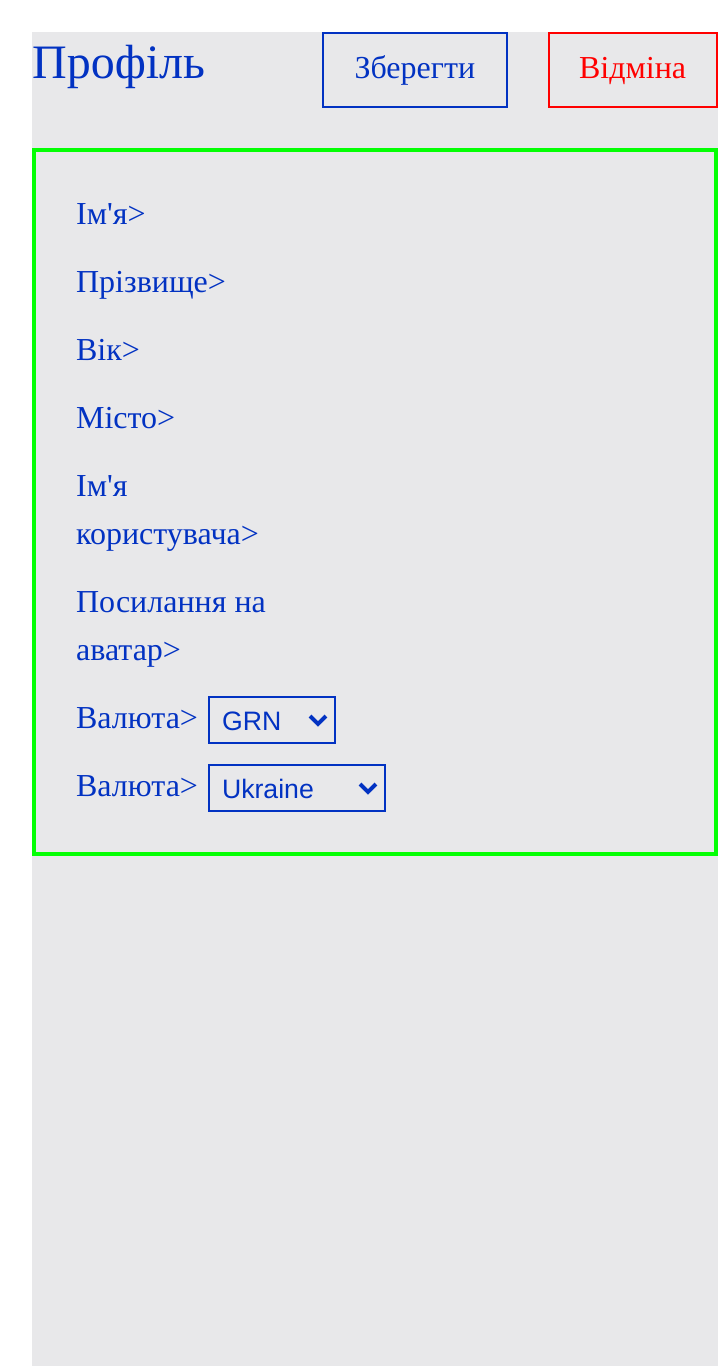 Профіль
Зберегти
Відміна
Ім'я>
Прізвище>
Вік>
Місто>
Ім'я
користувача>
Посилання на
аватар>
Валюта> GRN
Валюта> Ukraine